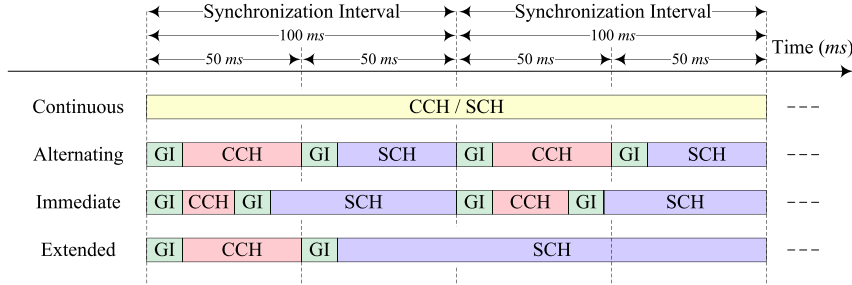 Synchronization Interval Synchronization Interval
100 ms 100 ms
50 ms 50 ms 50 ms 50 ms
Time (ms)
Continuous CCH / SCH
Alternating GI CCH GI SCH GI CCH GI SCH
Immediate GI CCH GI SCH GI CCH GI SCH
Extended GI CCH GI SCH